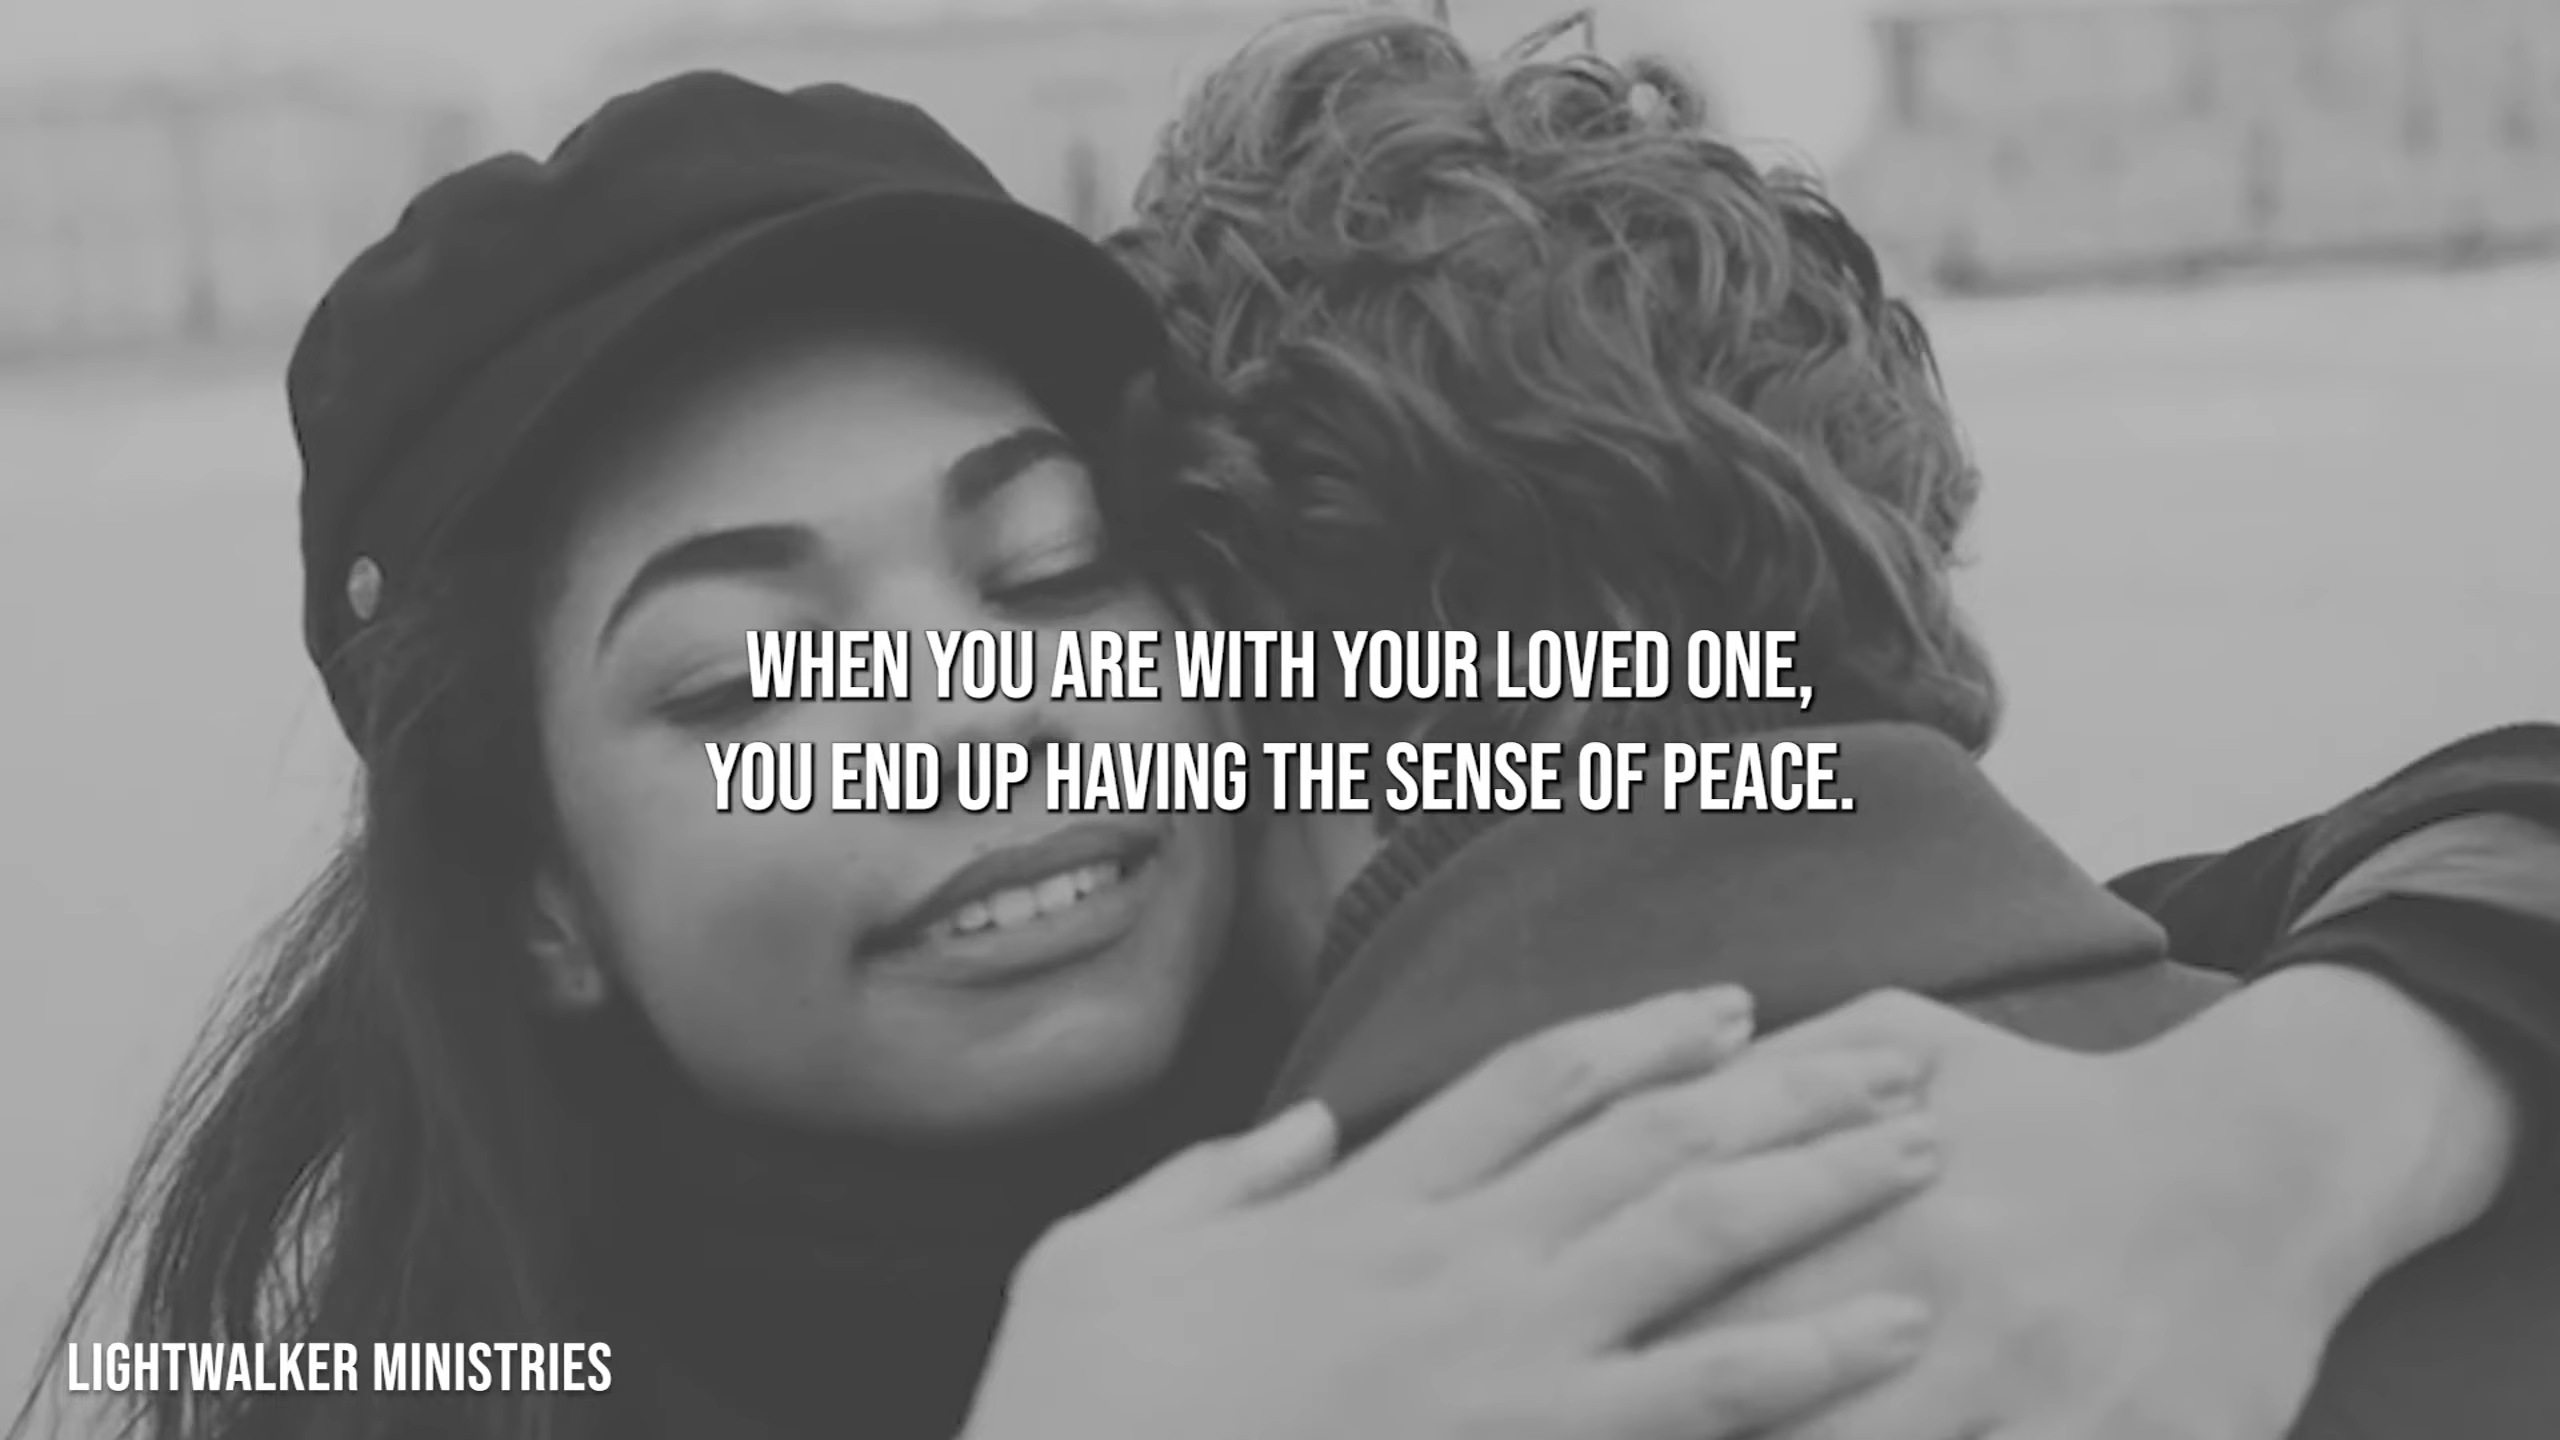 WHEN YOU ARE WITH YOUR LOVED ONE,
YOU END UP HAVING THE SENSE OF PEACE.
LIGHTWALKER MINISTRIES